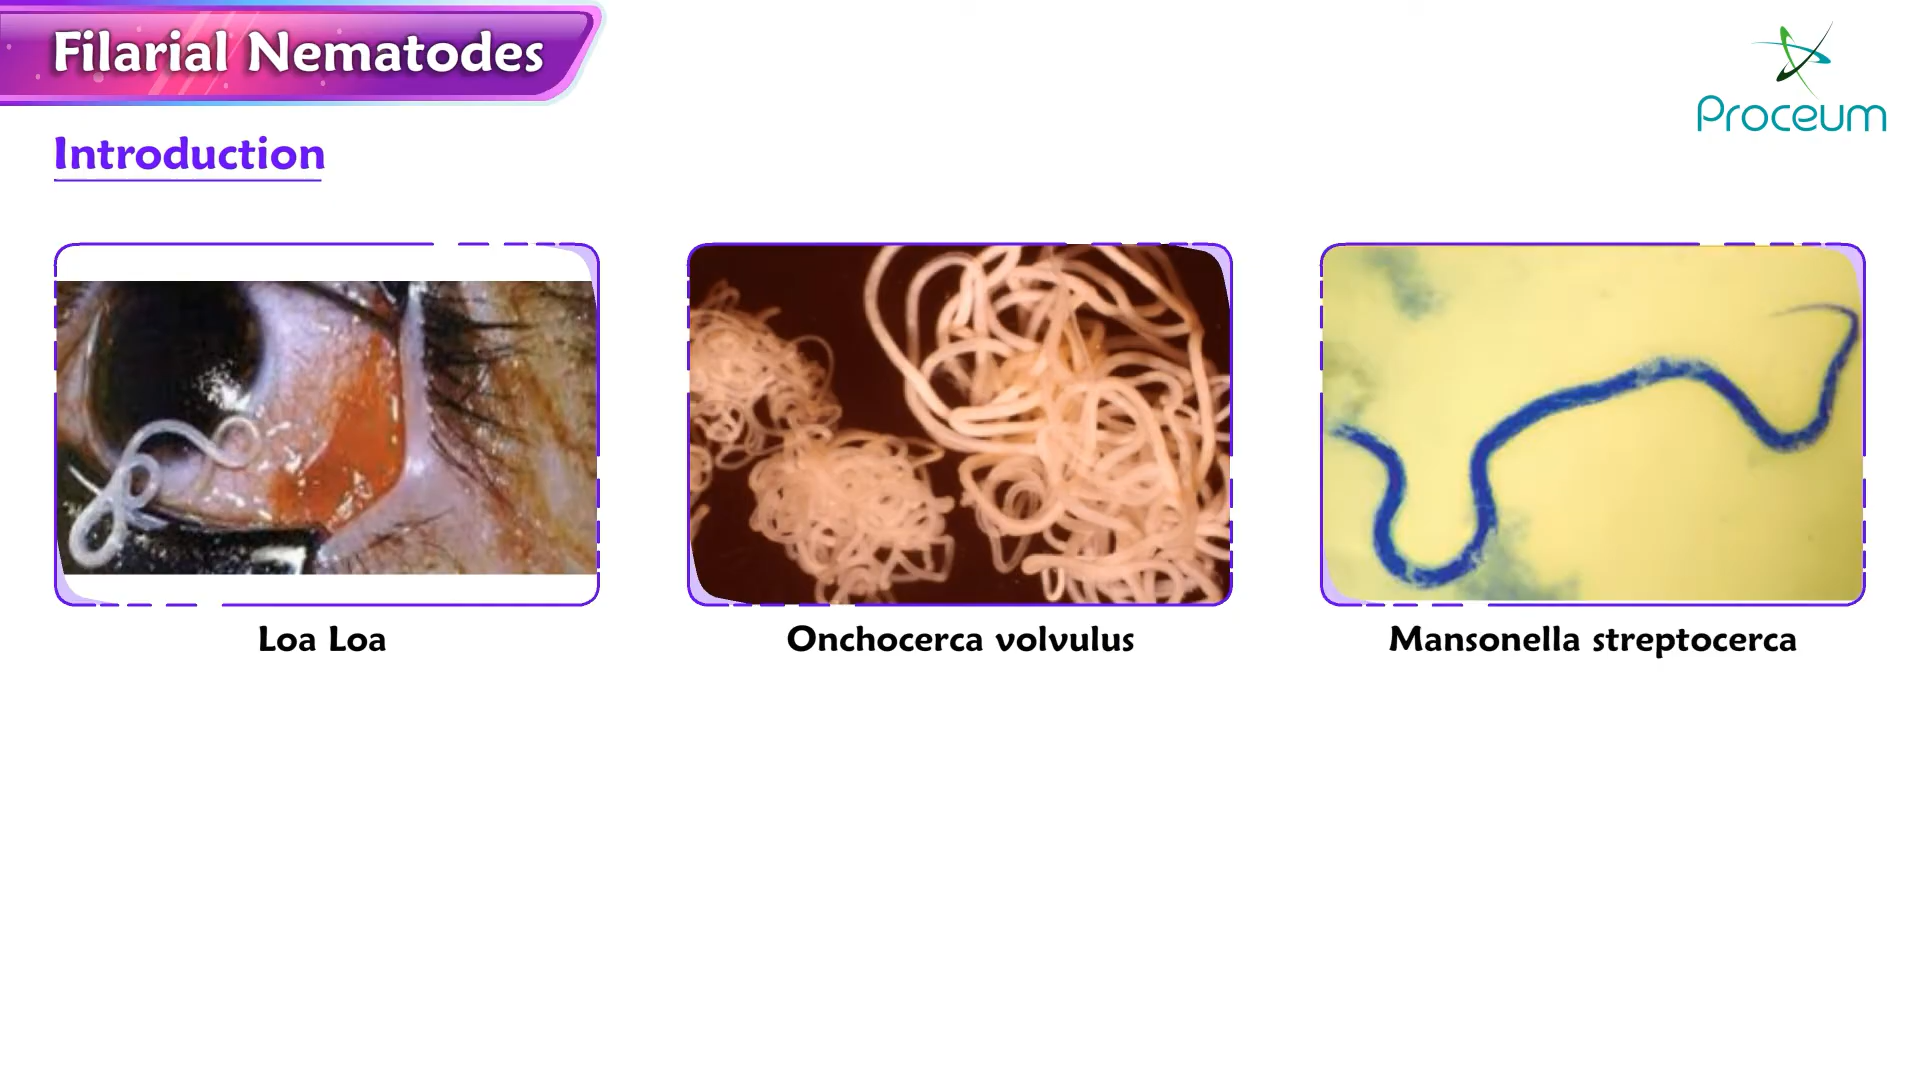 Filarial Nematodes
Proceum
Introduction
Loa Loa
Onchocerca volvulus
Mansonella streptocerca